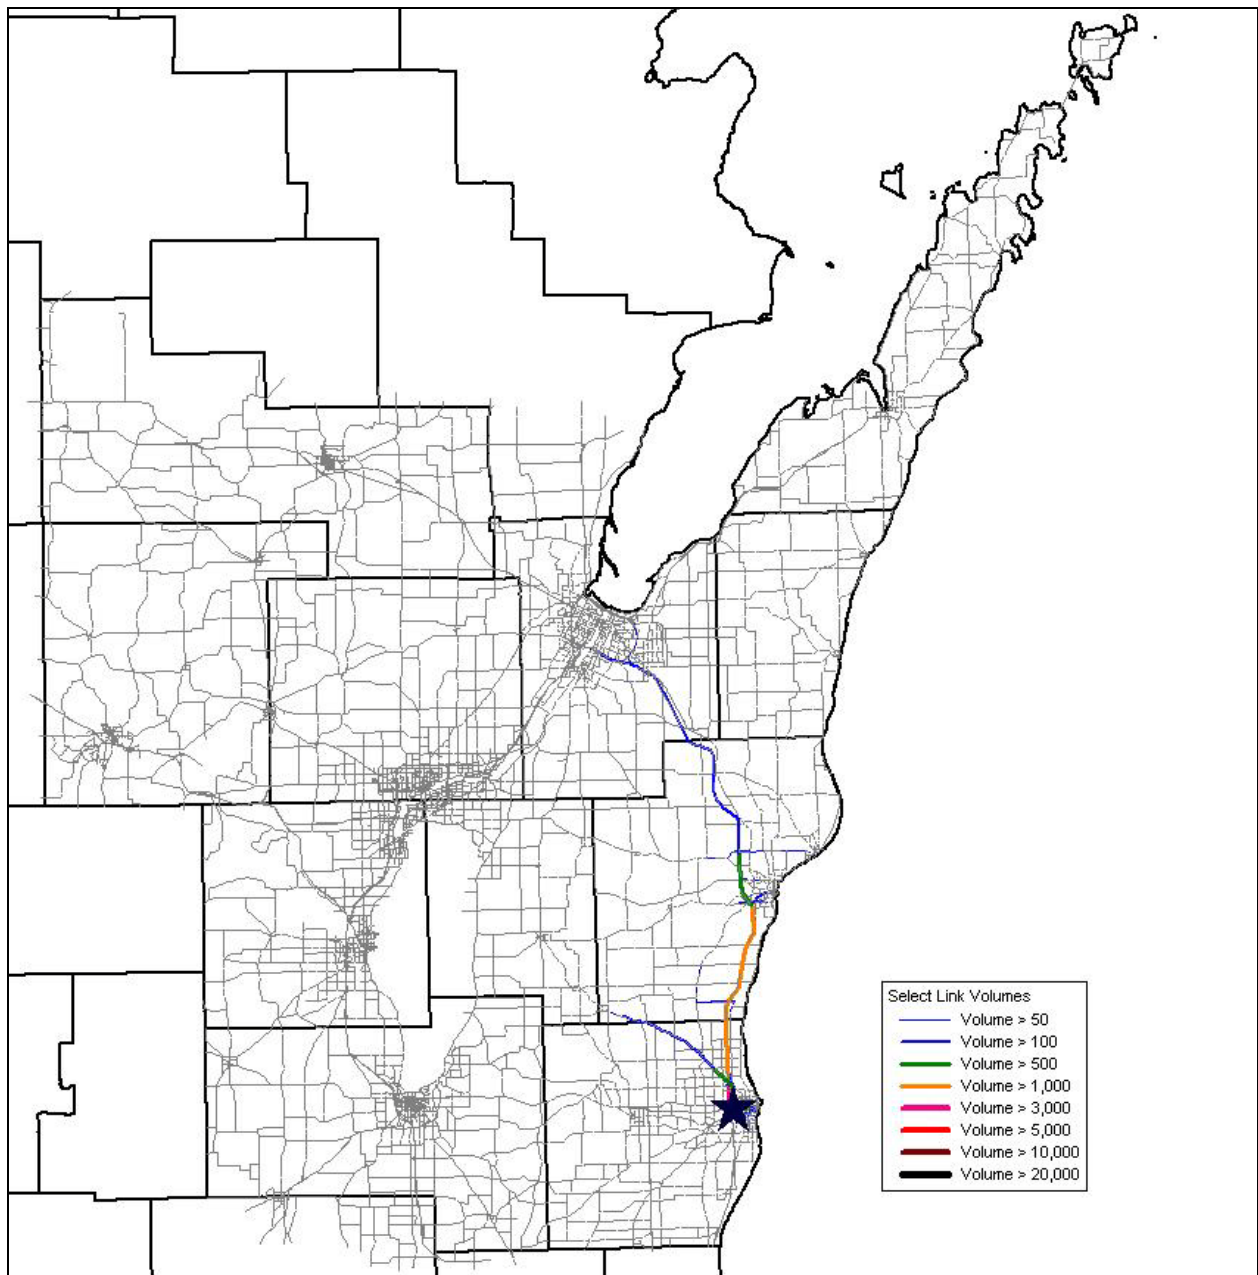 Select Link Volumes
Volume > 50
Volume > 100
Volume > 500
Volume > 1,000
Volume > 3,000
Volume > 5,000
Volume > 10,000
Volume > 20,000